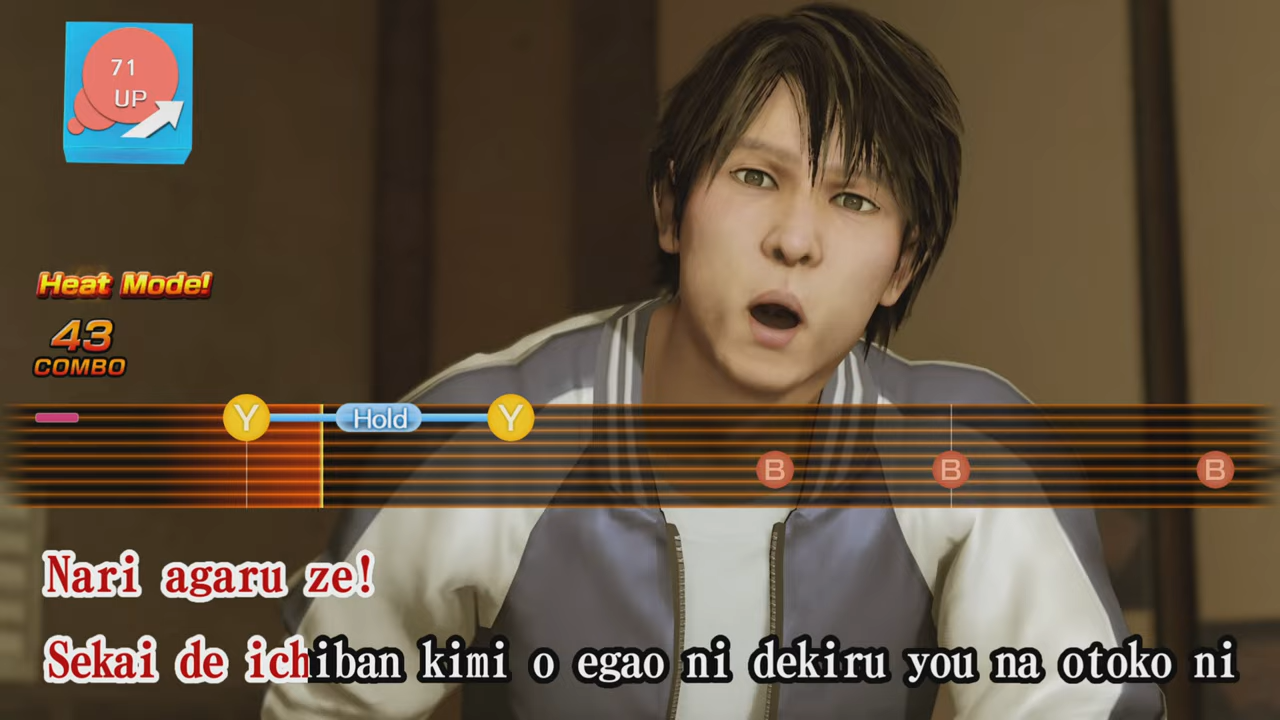 71
UP
Heat Mode!
43
COMBO
Y Hold Y
B B B
Nari agaru ze!
Sekai de ichiban kimi o egao ni dekiru you na otoko ni